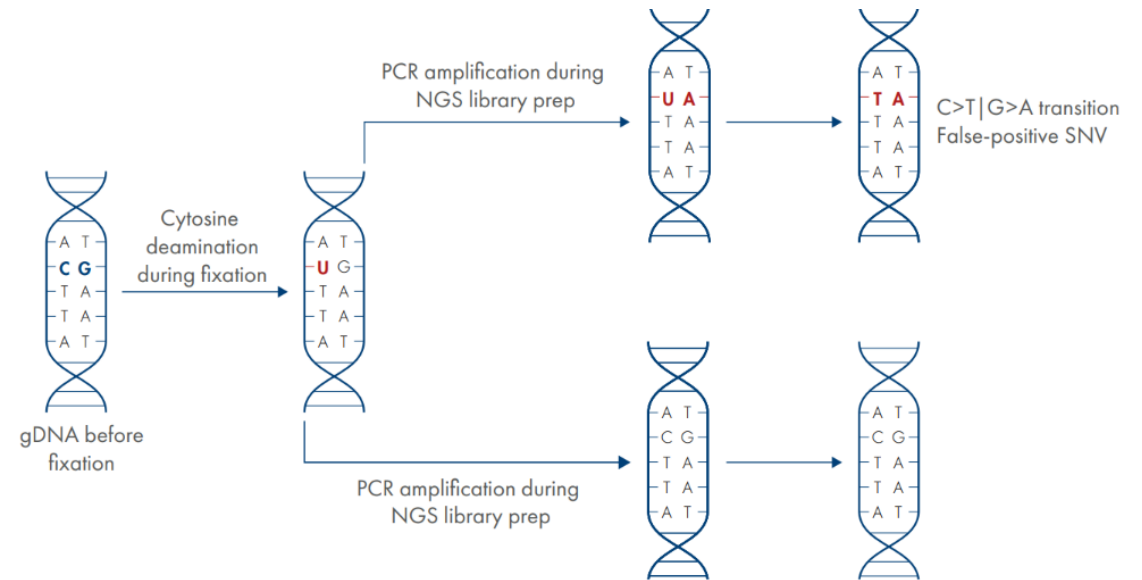 A T
C G
T A
T A
A T
gDNA before
fixation
Cytosine
deamination
during fixation
A T
U G
T A
T A
A T
PCR amplification during
NGS library prep
A T
U A
T A
T A
A T
A T
T A
T A
T A
A T
C>T|G>A transition
False-positive SNV
PCR amplification during
NGS library prep
A T
C G
T A
T A
A T
A T
C G
T A
T A
A T